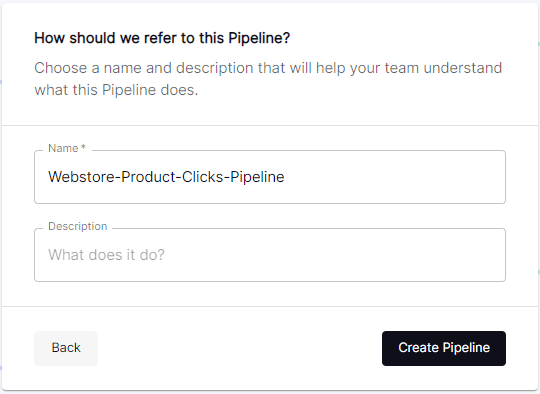 How should we refer to this Pipeline?
Choose a name and description that will help your team understand
what this Pipeline does.
Name *
Webstore-Product-Clicks-Pipeline
Description
What does it do?
Back
Create Pipeline